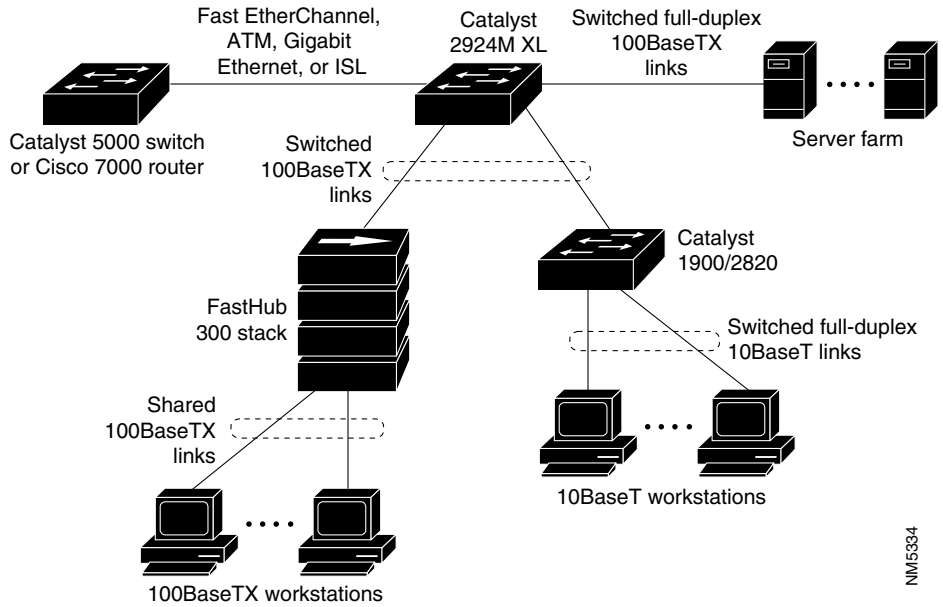 Fast EtherChannel,
ATM, Gigabit
Ethernet, or ISL
Catalyst
2924M XL
Switched full-duplex
100BaseTX
links
Catalyst 5000 switch
or Cisco 7000 router
Switched
100BaseTX
links
Server farm
Catalyst
1900/2820
FastHub
300 stack
Switched full-duplex
10BaseT links
Shared
100BaseTX
links
10BaseT workstations
100BaseTX workstations
NM5334